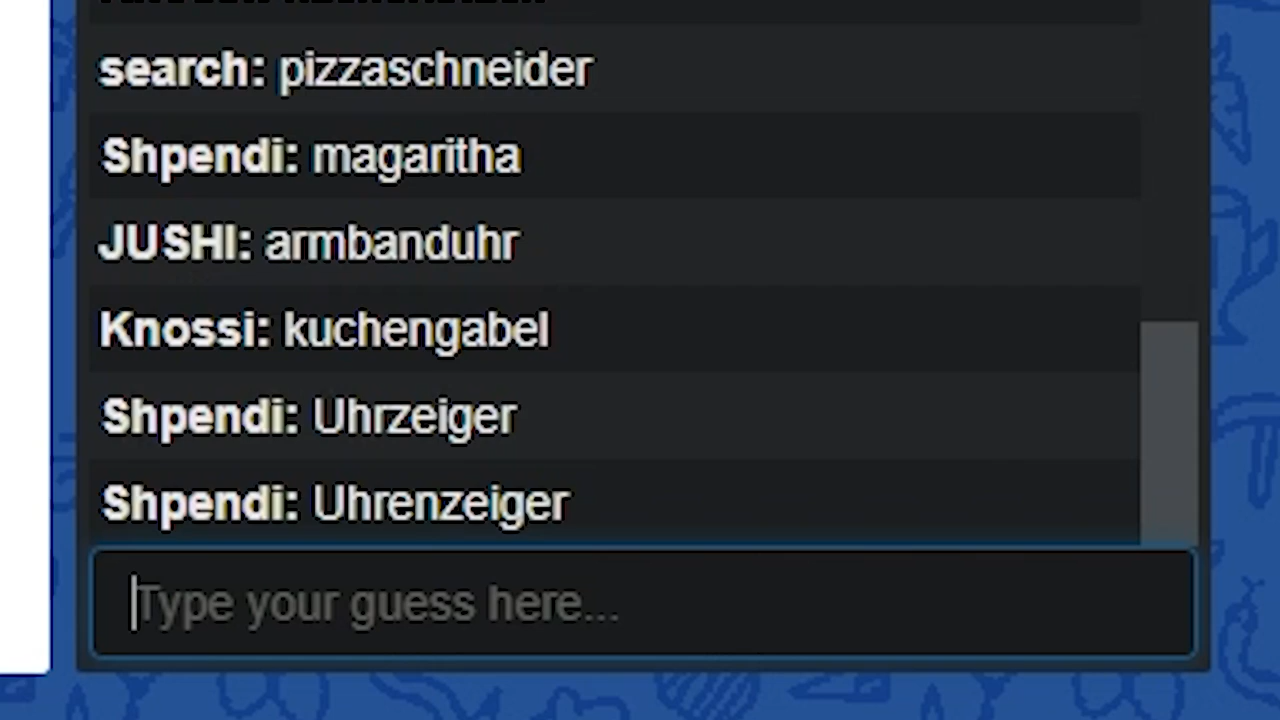 search: pizzaschneider
Shpendi: magaritha
JUSHI: armbanduhr
Knossi: kuchengabel
Shpendi: Uhrzeiger
Shpendi: Uhrenzeiger
Type your guess here...